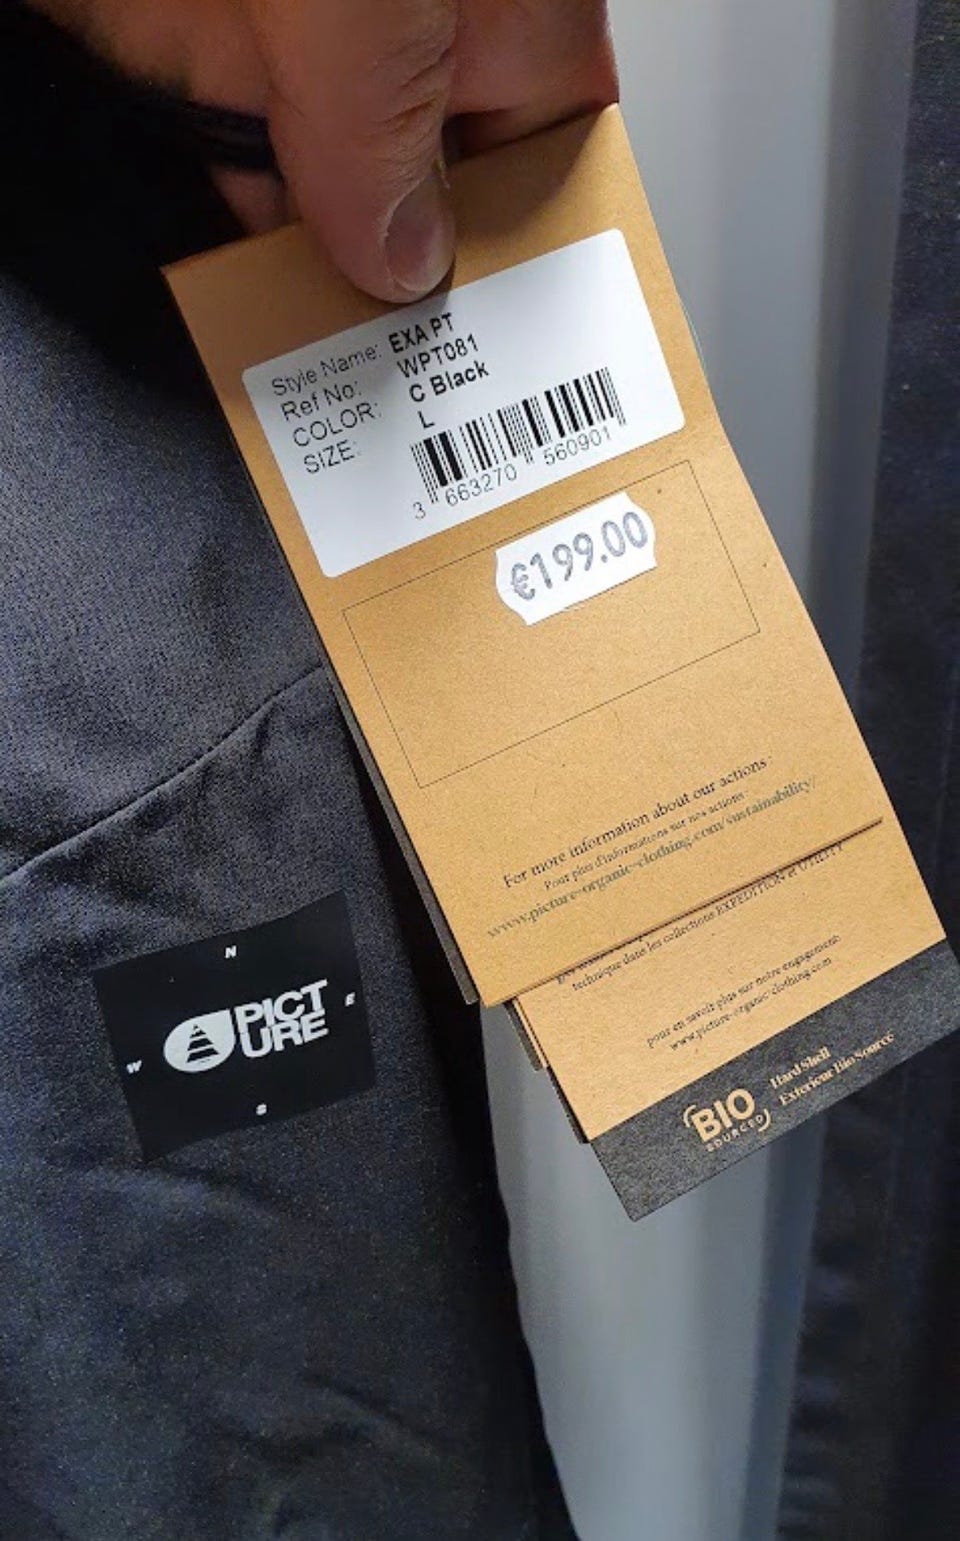 Style Name: EXA PT
Ref No: WPT081
COLOR: C Black
SIZE: L
3 663270 560901
€199.00
For more information about our actions :
Pour plus d'informations sur nos actions :
www.picture-organic-clothing.com/sustainability/
technique dans les collections EXPEDITION et UTILITY
pour en savoir plus sur notre engagement:
www.picture-organic-clothing.com
BIO
SOURCED
Hard Shell
Exterieur Bio Source
N
PICT
URE
E
W
S